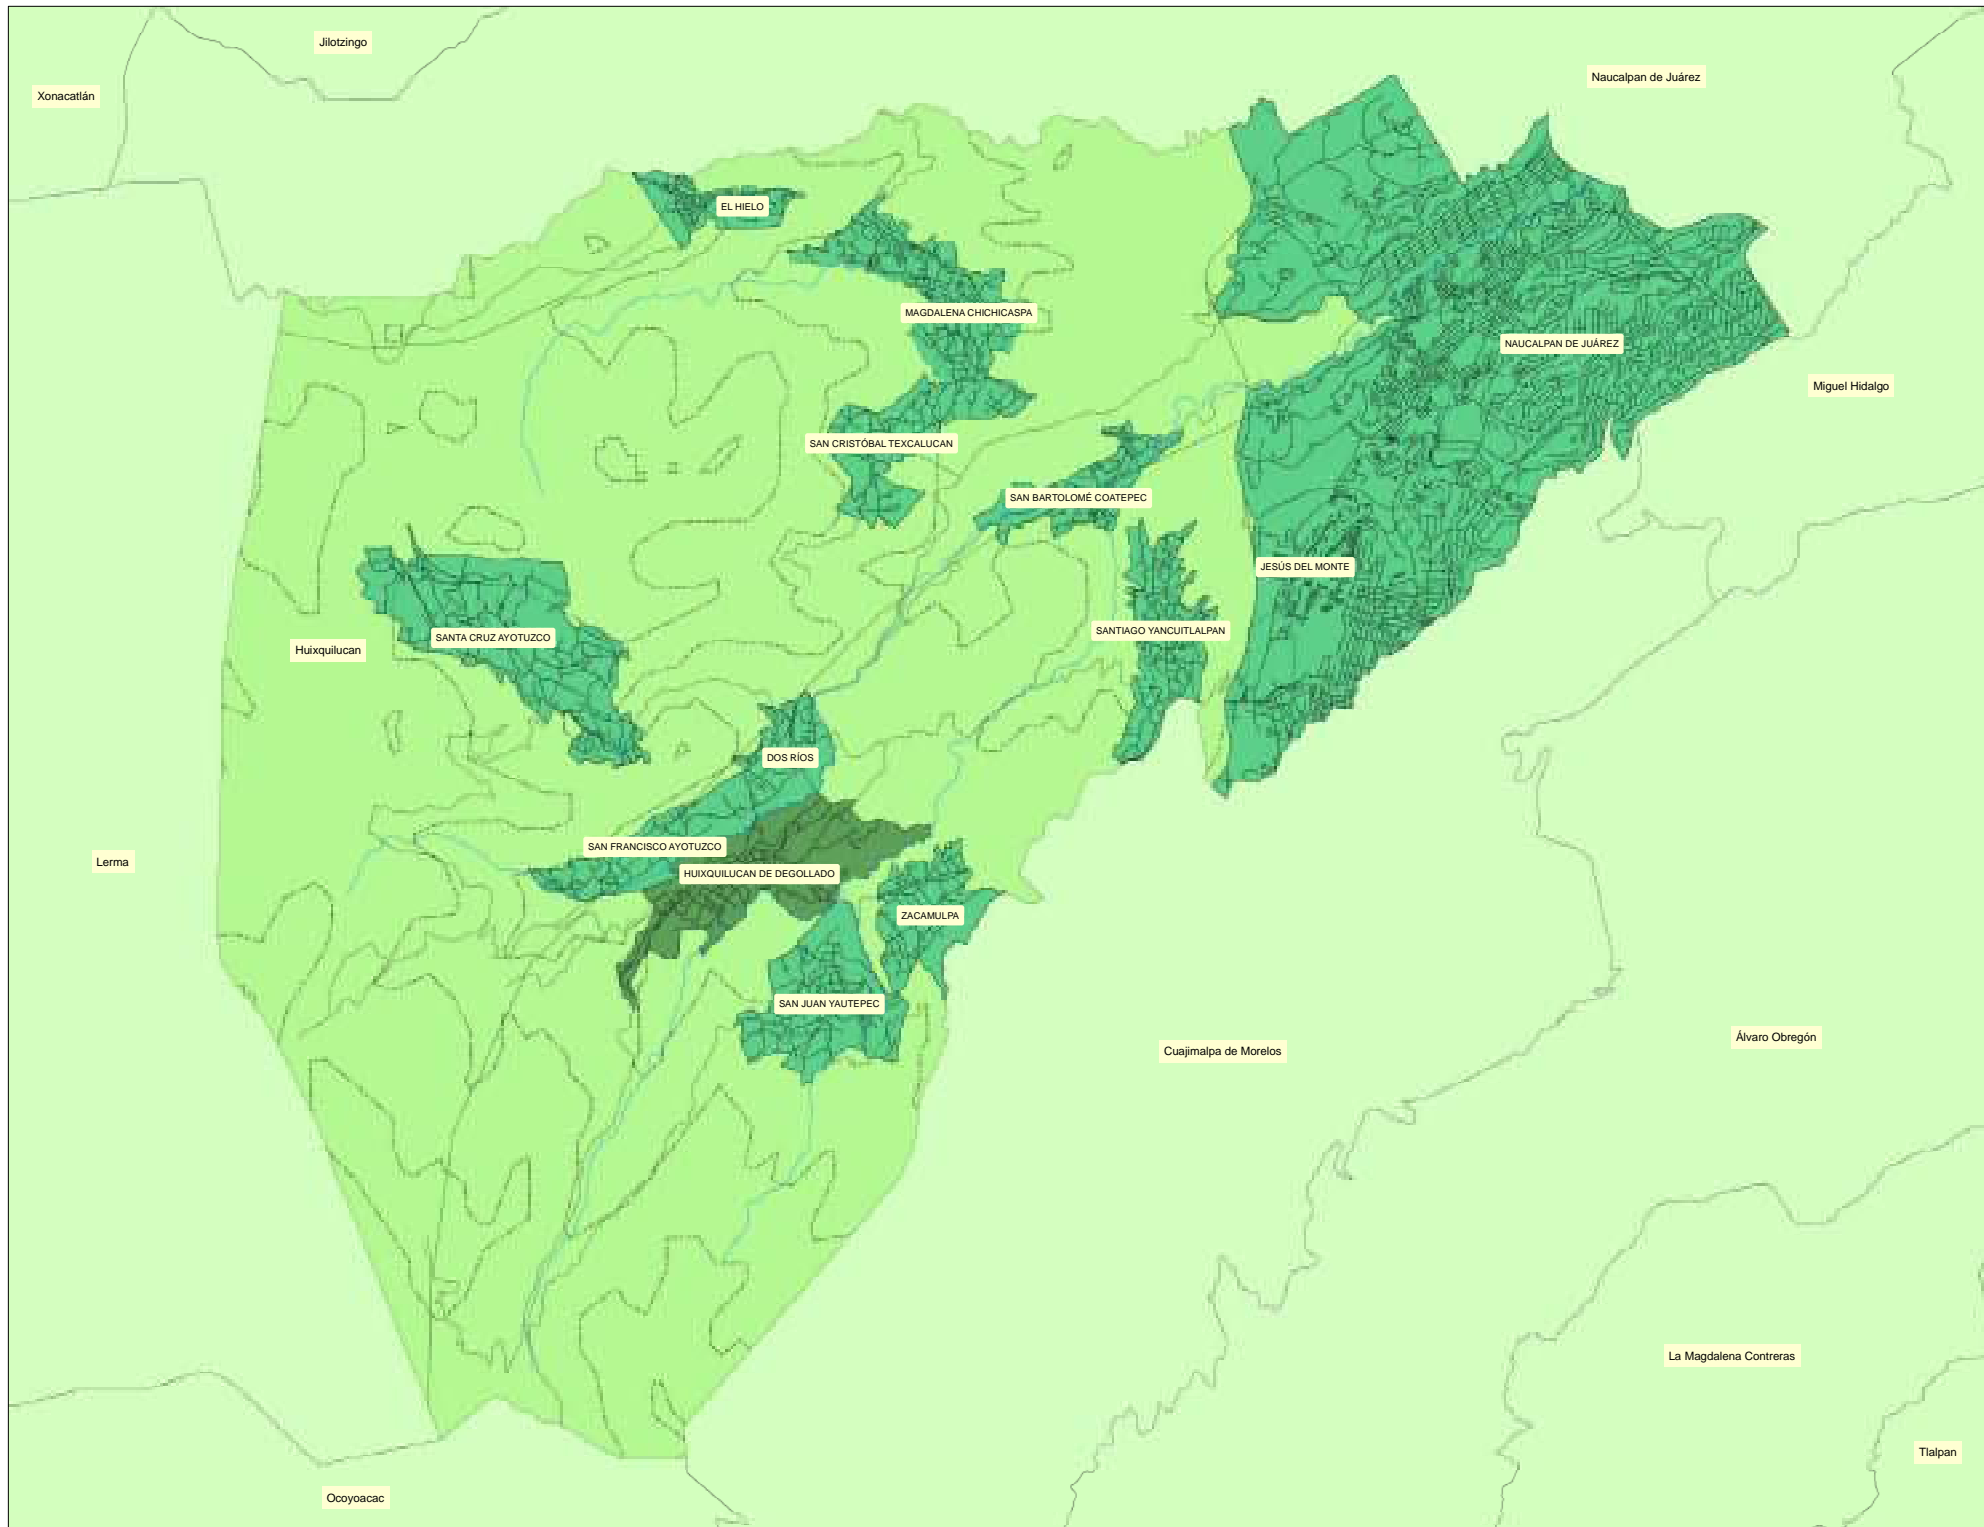 Jilotzingo
Naucalpan de Juárez
Xonacatlán
EL HIELO
MAGDALENA CHICHICASPA
NAUCALPAN DE JUÁREZ
Miguel Hidalgo
SAN CRISTÓBAL TEXCALUCAN
SAN BARTOLOMÉ COATEPEC
JESÚS DEL MONTE
SANTIAGO YANCUITLALPAN
SANTA CRUZ AYOTUZCO
Huixquilucan
DOS RÍOS
SAN FRANCISCO AYOTUZCO
Lerma
HUIXQUILUCAN DE DEGOLLADO
ZACAMULPA
SAN JUAN YAUTEPEC
Álvaro Obregón
Cuajimalpa de Morelos
La Magdalena Contreras
Tlalpan
Ocoyoacac